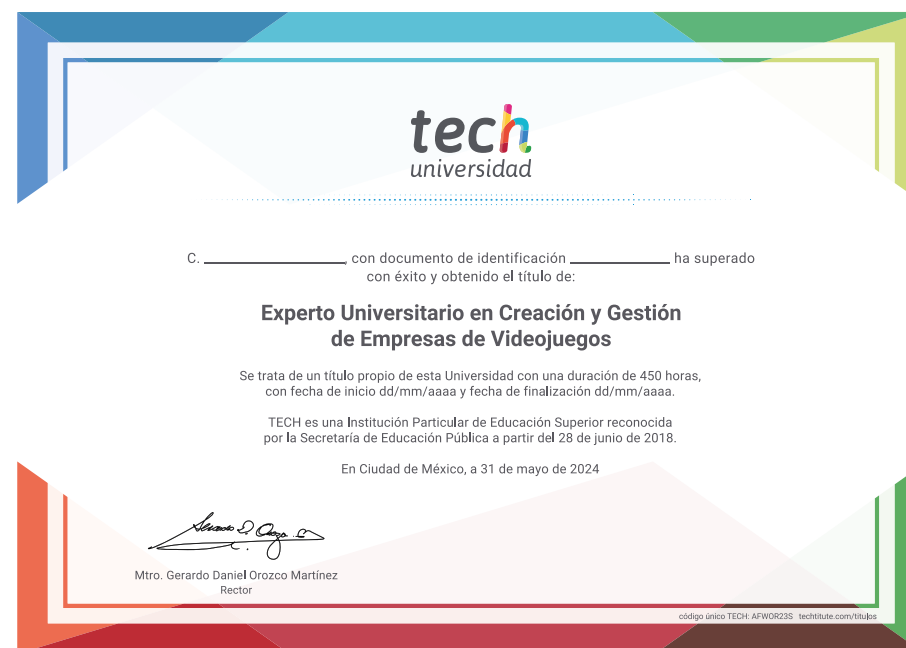 tech
universidad
C. ____________________, con documento de identificación ______________ ha superado
con éxito y obtenido el título de:
Experto Universitario en Creación y Gestión
de Empresas de Videojuegos
Se trata de un título propio de esta Universidad con una duración de 450 horas,
con fecha de inicio dd/mm/aaaa y fecha de finalización dd/mm/aaaa.
TECH es una Institución Particular de Educación Superior reconocida
por la Secretaría de Educación Pública a partir del 28 de junio de 2018.
En Ciudad de México, a 31 de mayo de 2024
Mtro. Gerardo Daniel Orozco Martínez
Rector
código único TECH: AFWOR23S techtitute.com/titulos